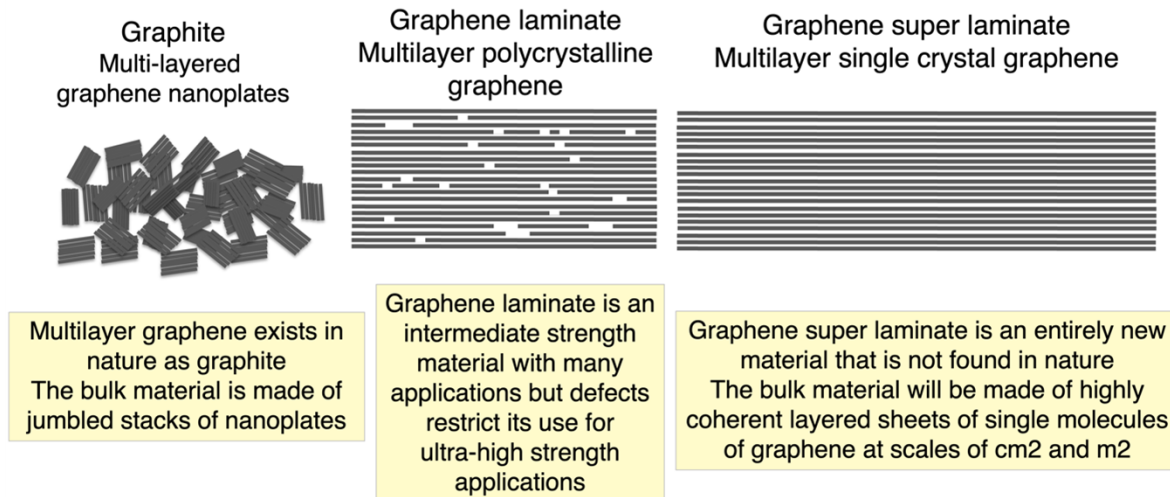 Graphite
Multi-layered
graphene nanoplates
Graphene laminate
Multilayer polycrystalline
graphene
Graphene super laminate
Multilayer single crystal graphene
Multilayer graphene exists in
nature as graphite
The bulk material is made of
jumbled stacks of nanoplates
Graphene laminate is an
intermediate strength
material with many
applications but defects
restrict its use for
ultra-high strength
applications
Graphene super laminate is an entirely new
material that is not found in nature
The bulk material will be made of highly
coherent layered sheets of single molecules
of graphene at scales of cm2 and m2